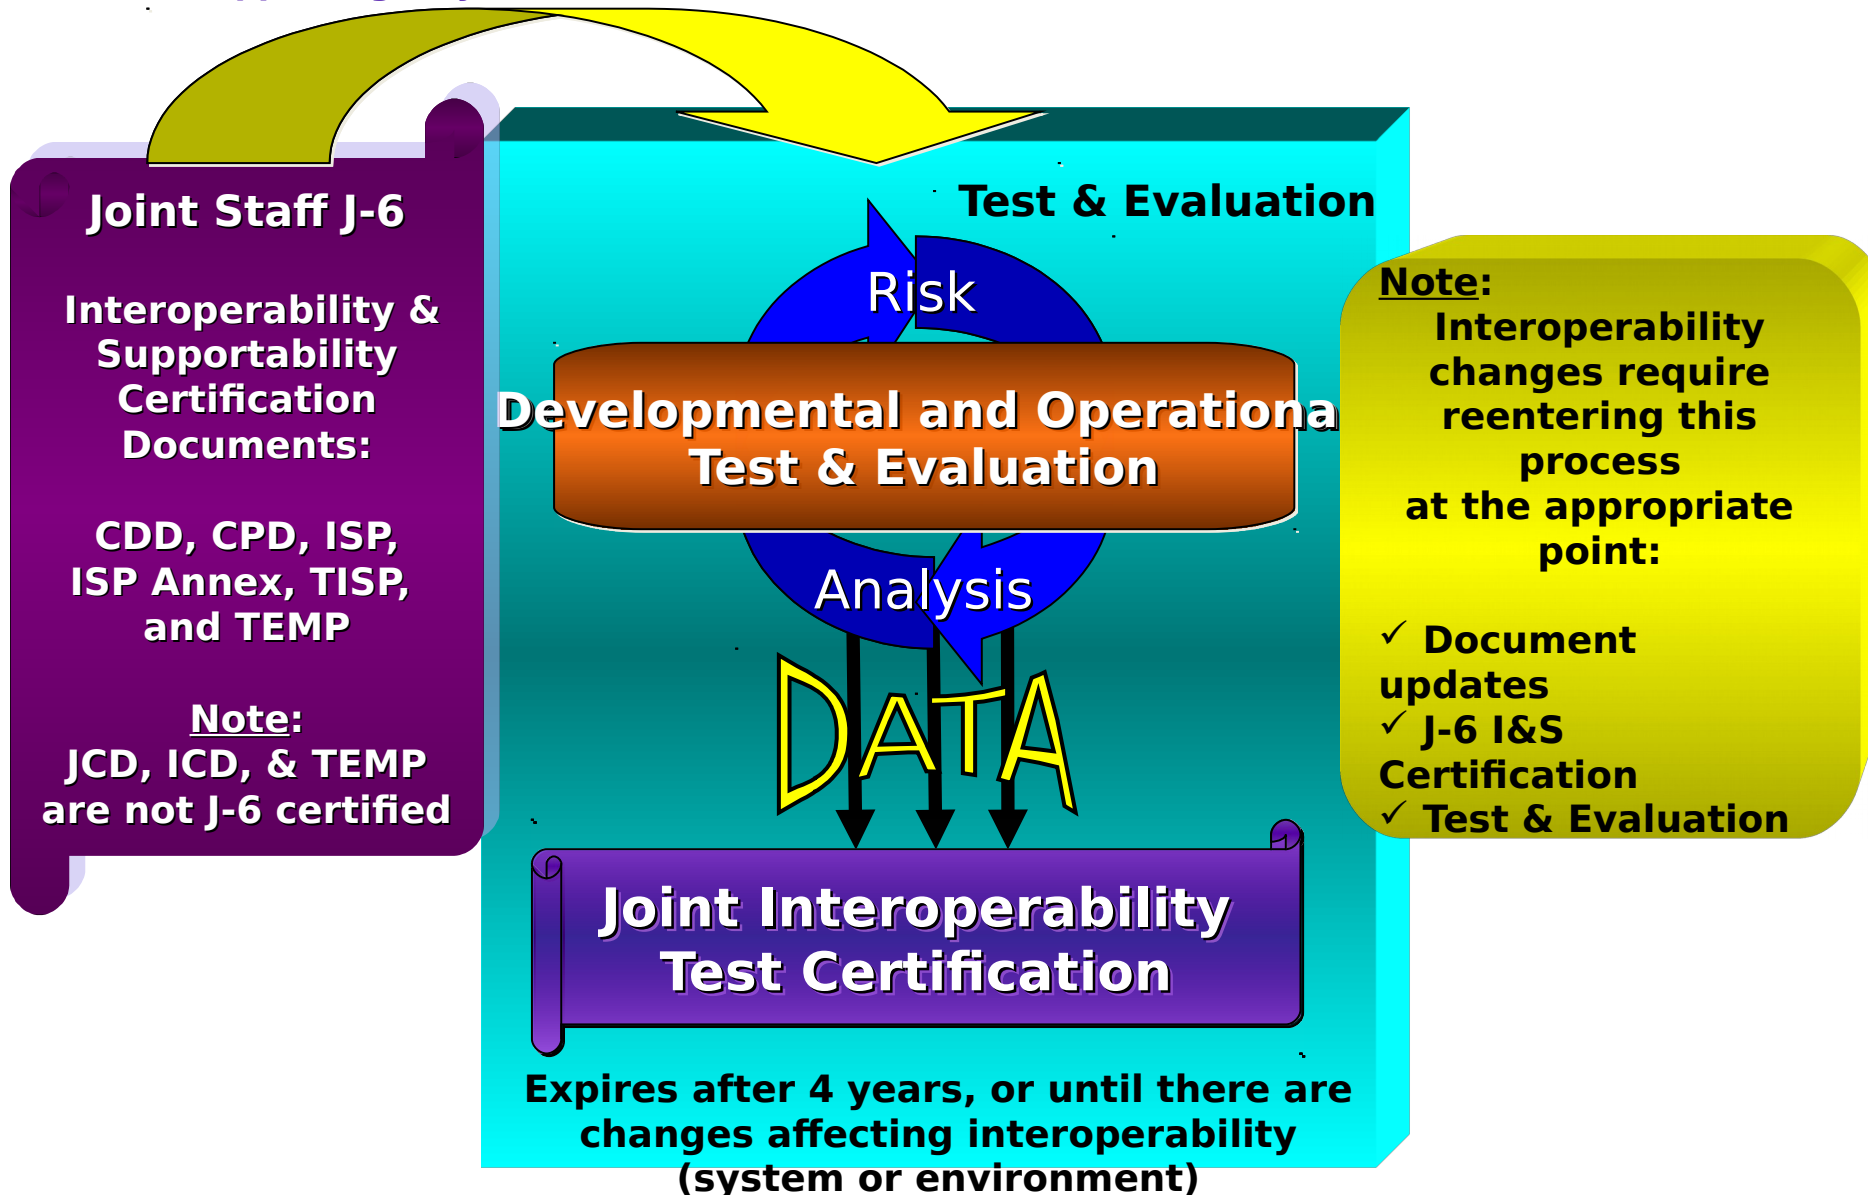 Joint Staff J-6
Interoperability &
Supportability
Certification
Documents:
CDD, CPD, ISP,
ISP Annex, TISP,
and TEMP
Note:
JCD, ICD, & TEMP
are not J-6 certified
Test & Evaluation
Risk
Developmental and Operationa
Test & Evaluation
Analysis
DATA
Joint Interoperability
Test Certification
Expires after 4 years, or until there are
changes affecting interoperability
(system or environment)
Note:
Interoperability
changes require
reentering this
process
at the appropriate
point:
✓ Document
updates
✓ J-6 I&S
Certification
✓ Test & Evaluation